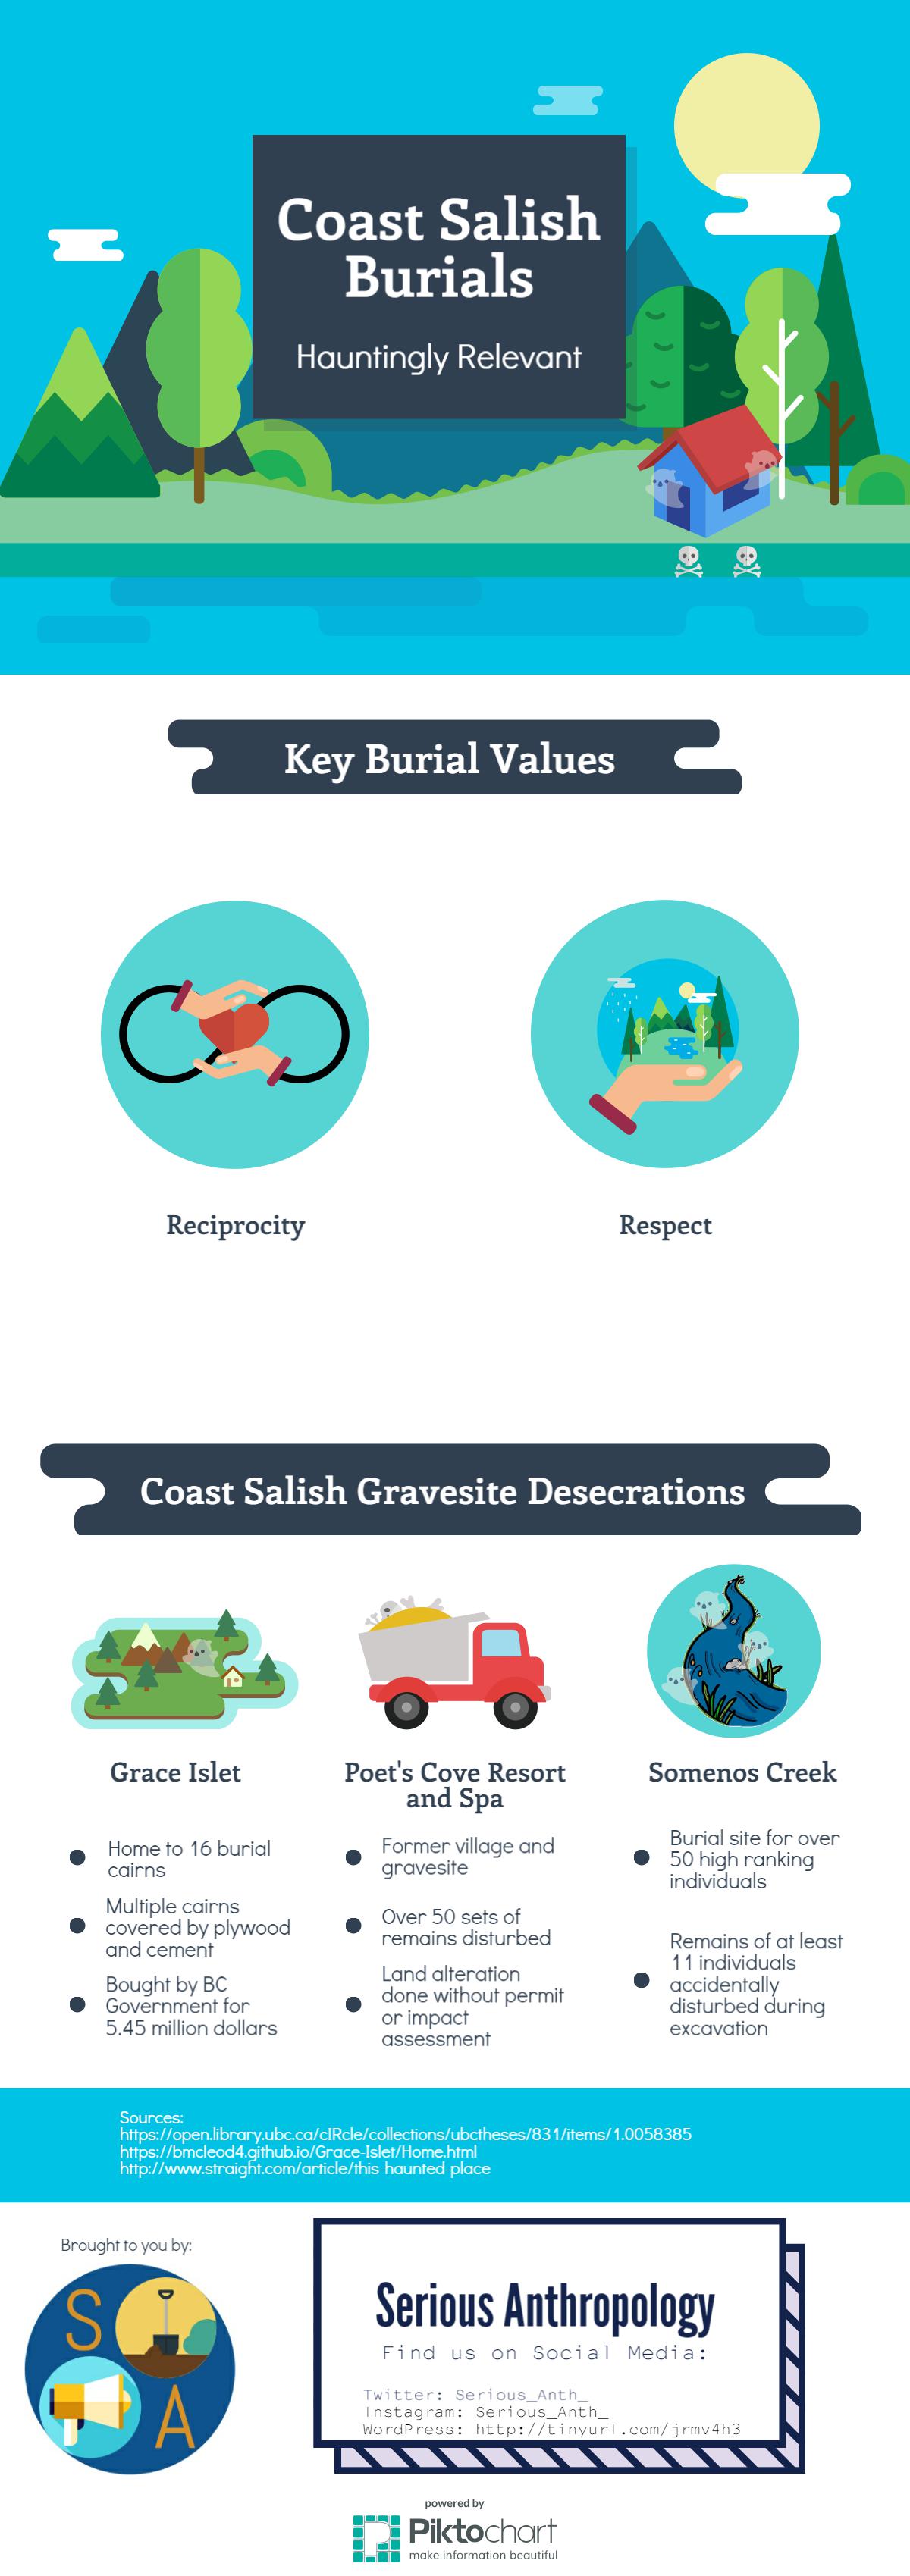 Coast Salish
Burials
Hauntingly Relevant
Key Burial Values
Reciprocity
Respect
Coast Salish Gravesite Desecrations
Grace Islet
Home to 16 burial
cairns
Multiple cairns
covered by plywood
and cement
Bought by BC
Government for
5.45 million dollars
Poet's Cove Resort
and Spa
Former village and
gravesite
Over 50 sets of
remains disturbed
Land alteration
done without permit
or impact
assessment
Somenos Creek
Burial site for over
50 high ranking
individuals
Remains of at least
11 individuals
accidentally
disturbed during
excavation
Sources:
https://open.library.ubc.ca/cIRcle/collections/ubctheses/831/items/1.0058385
https://bmcleod4.github.io/Grace-Islet/Home.html
http://www.straight.com/article/this-haunted-place
Brought to you by:
S
A
Serious Anthropology
Find us on Social Media:
Twitter: Serious_Anth_
Instagram: Serious_Anth_
WordPress: http://tinyurl.com/jrmv4h3
powered by
Piktochart
make information beautiful